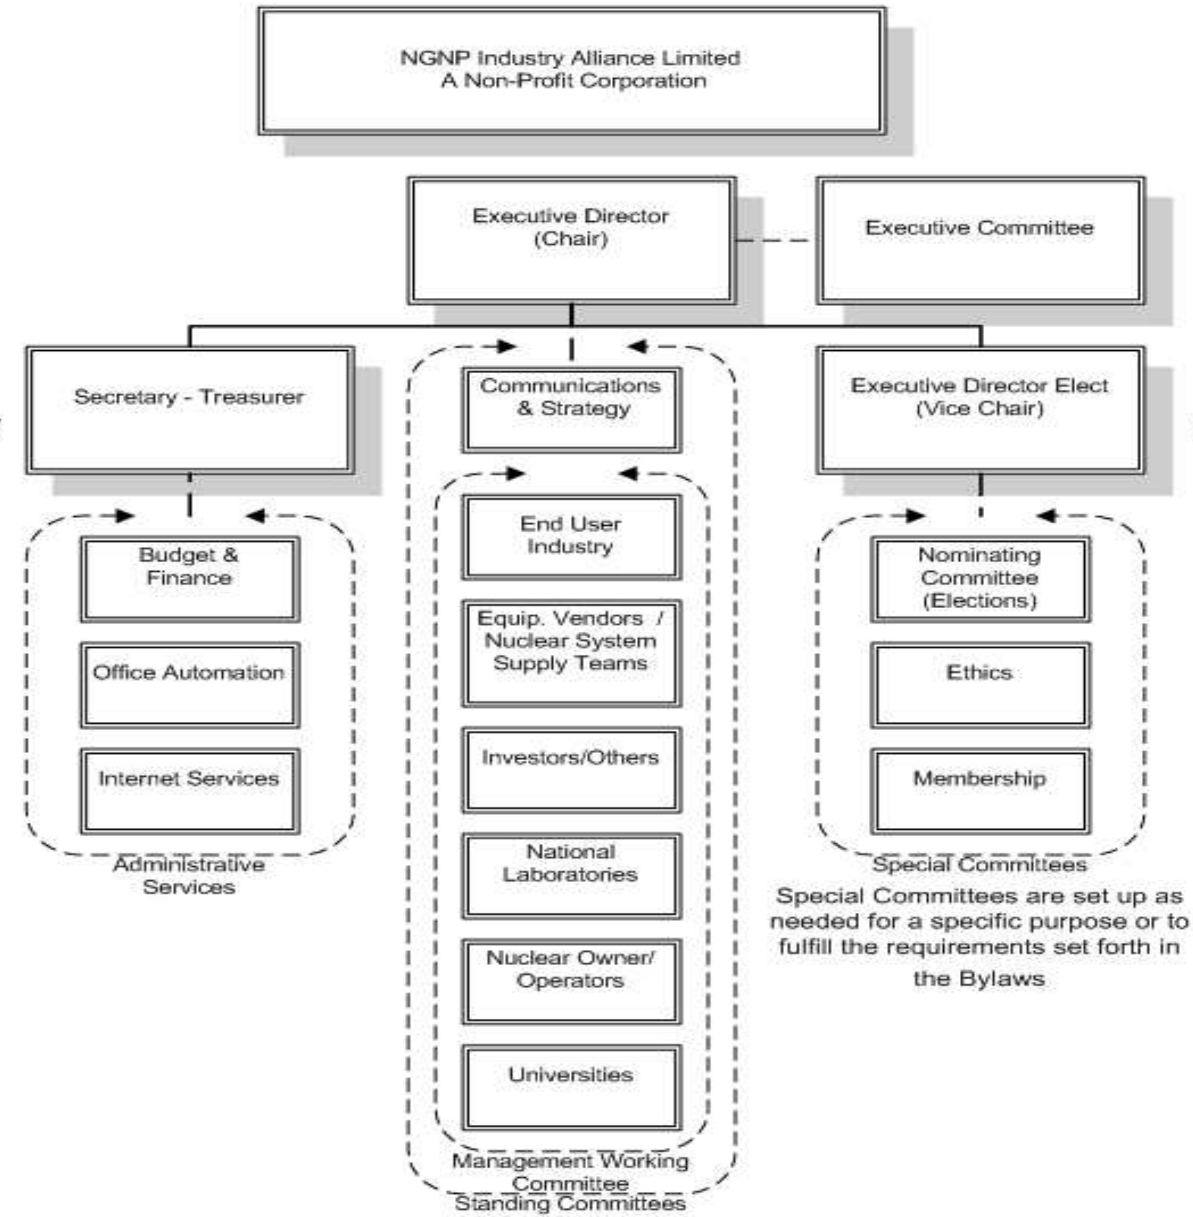 NGNP Industry Alliance Limited
A Non-Profit Corporation
Executive Director
(Chair)
Executive Committee
Secretary - Treasurer
Communications
& Strategy
Executive Director Elect
(Vice Chair)
Budget &
Finance
Office Automation
Internet Services
Administrative
Services
End User
Industry
Equip. Vendors /
Nuclear System
Supply Teams
Investors/Others
National
Laboratories
Nuclear Owner/
Operators
Universities
Management Working
Committee
Standing Committees
Nominating
Committee
(Elections)
Ethics
Membership
Special Committees
Special Committees are set up as
needed for a specific purpose or to
fulfill the requirements set forth in
the Bylaws